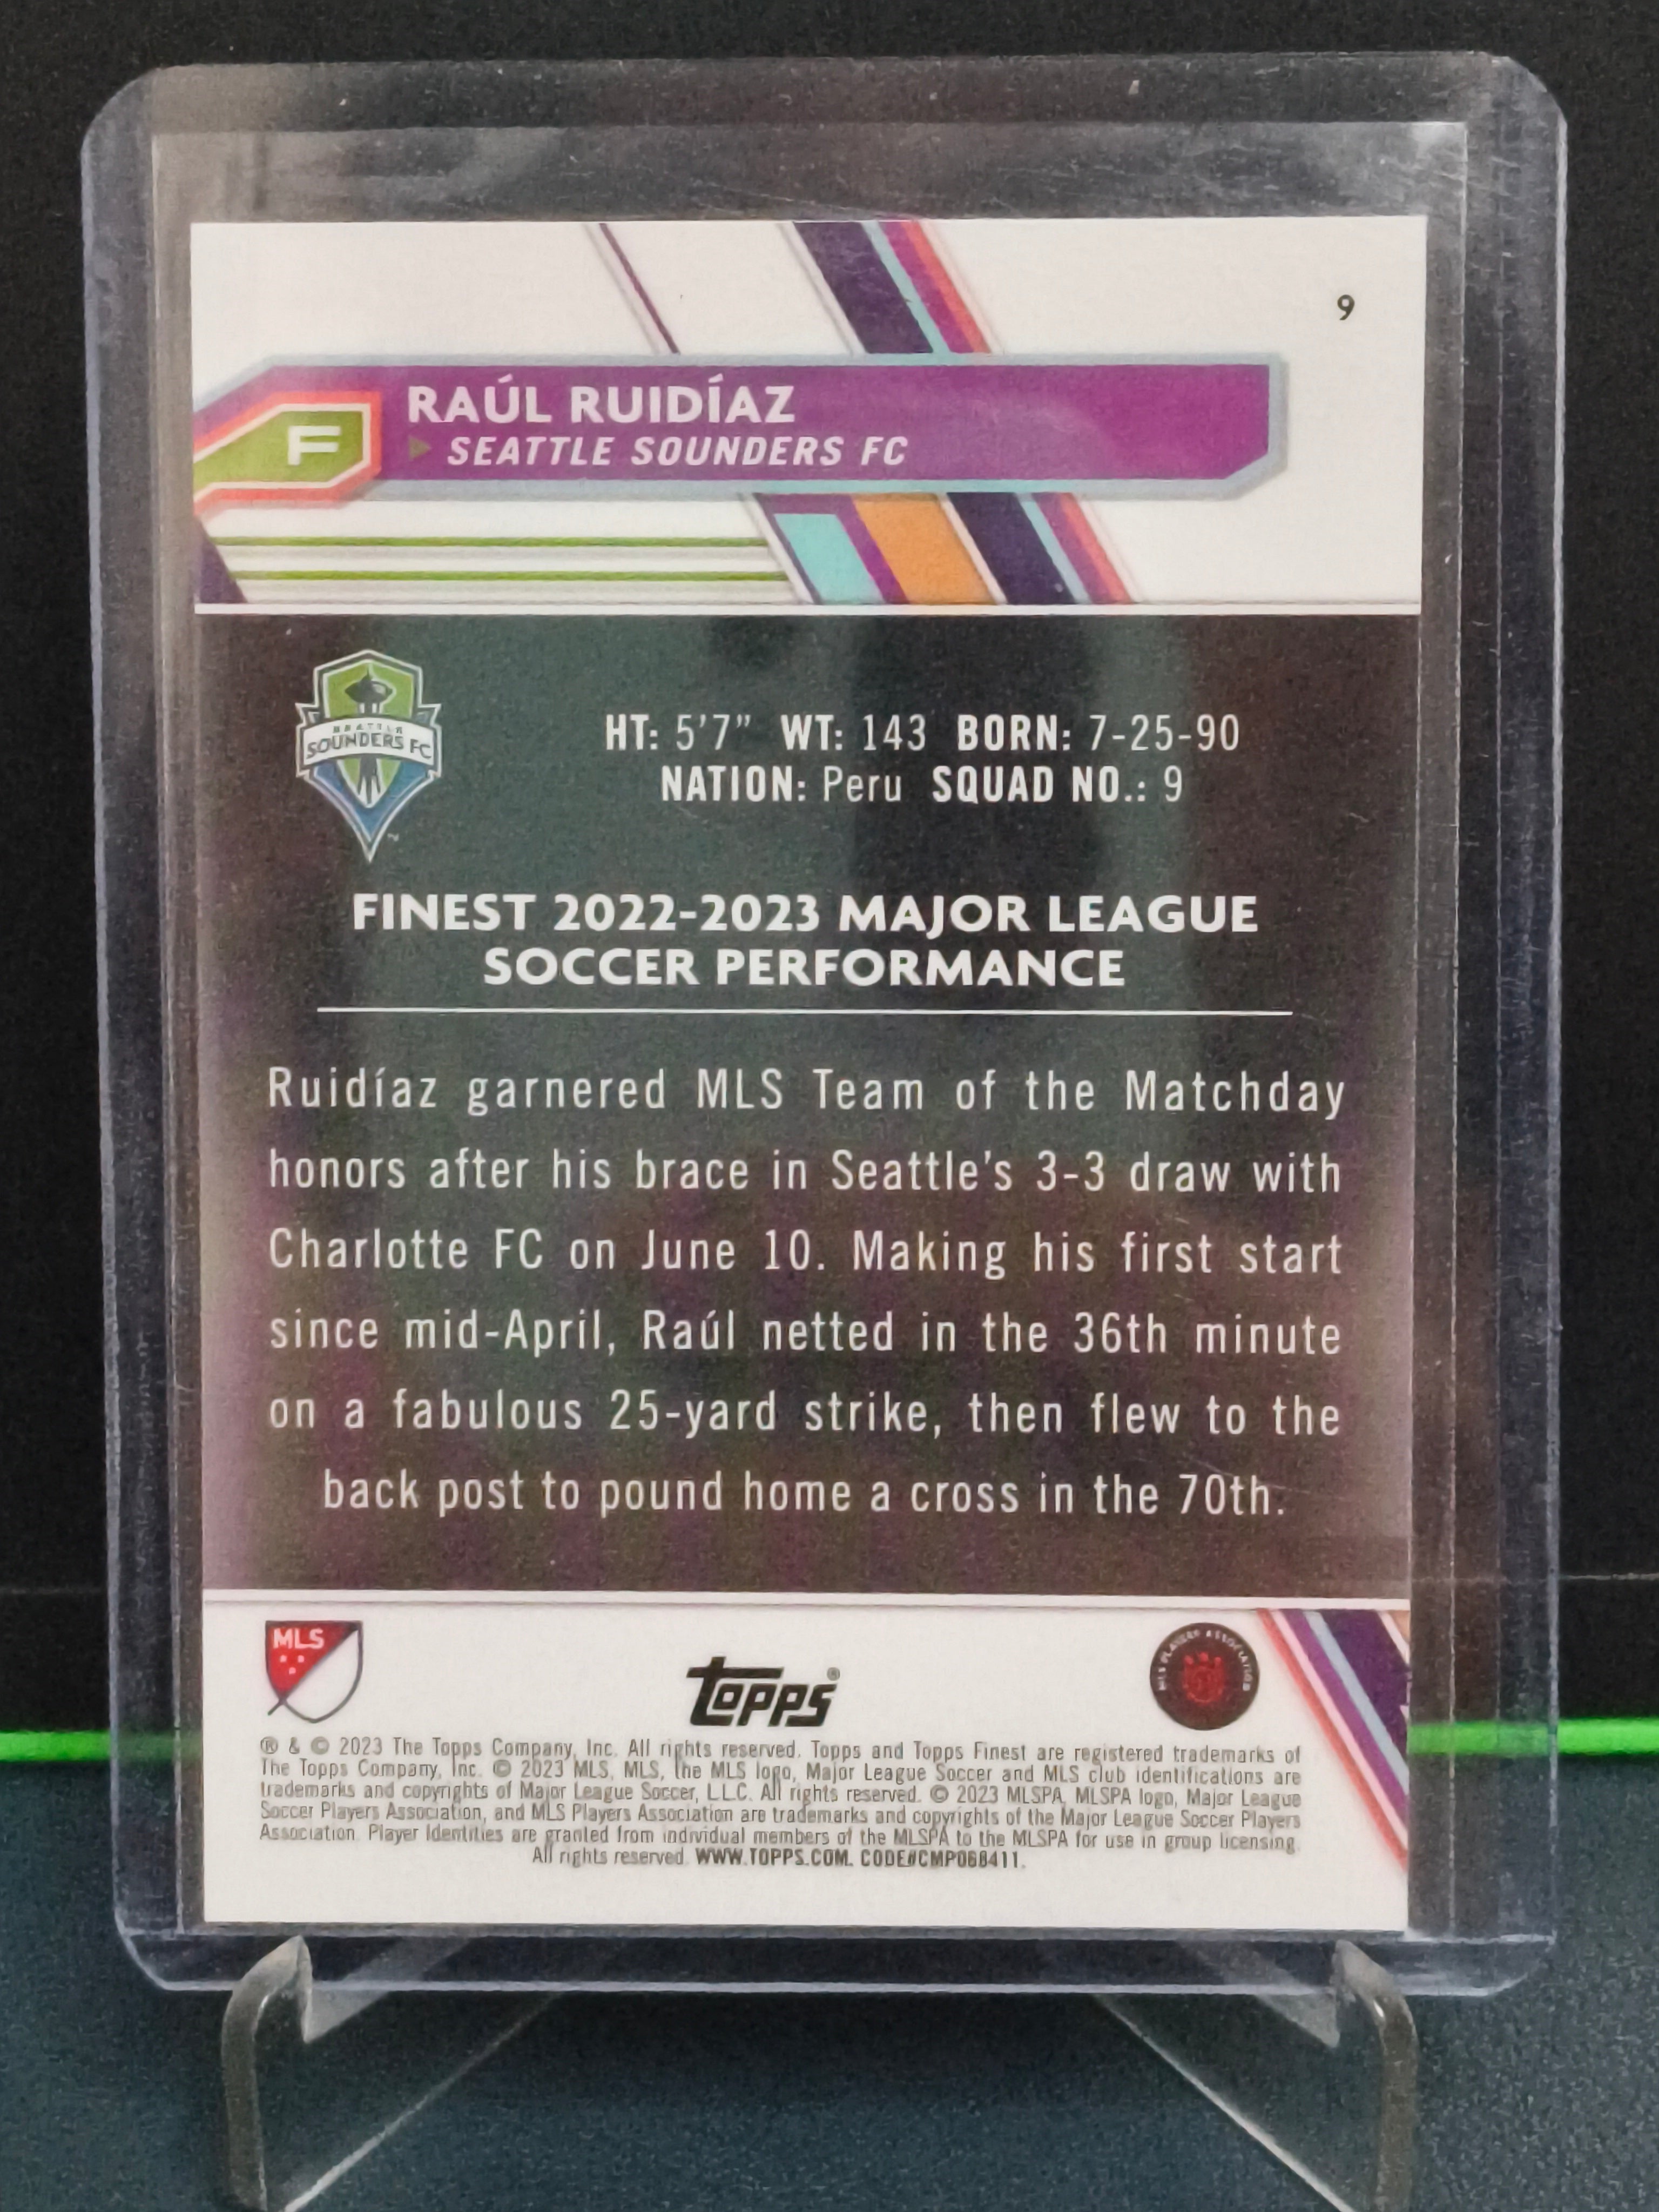 9
RAÚL RUIDÍAZ
F
SEATTLE SOUNDERS FC
SEATTLE
SOUNDERS FC
HT: 5'7" WT: 143 BORN: 7-25-90
NATION: Peru SQUAD NO.: 9
FINEST 2022-2023 MAJOR LEAGUE
SOCCER PERFORMANCE
Ruidíaz garnered MLS Team of the Matchday
honors after his brace in Seattle's 3-3 draw with
Charlotte FC on June 10. Making his first start
since mid-April, Raúl netted in the 36th minute
on a fabulous 25-yard strike, then flew to the
back post to pound home a cross in the 70th.
MLS
topps®
MLS PLAYERS ASSOCIATION
® & © 2023 The Topps Company, Inc. All rights reserved. Topps and Topps Finest are registered trademarks of
The Topps Company, Inc. © 2023 MLS, MLS, the MLS logo, Major League Soccer and MLS club identifications are
trademarks and copyrights of Major League Soccer, L.L.C. All rights reserved. © 2023 MLSPA, MLSPA logo, Major League
Soccer Players Association, and MLS Players Association are trademarks and copyrights of the Major League Soccer Players
Association. Player Identities are granted from individual members of the MLSPA to the MLSPA for use in group licensing.
All rights reserved. WWW.TOPPS.COM. CODE#CMP068411.